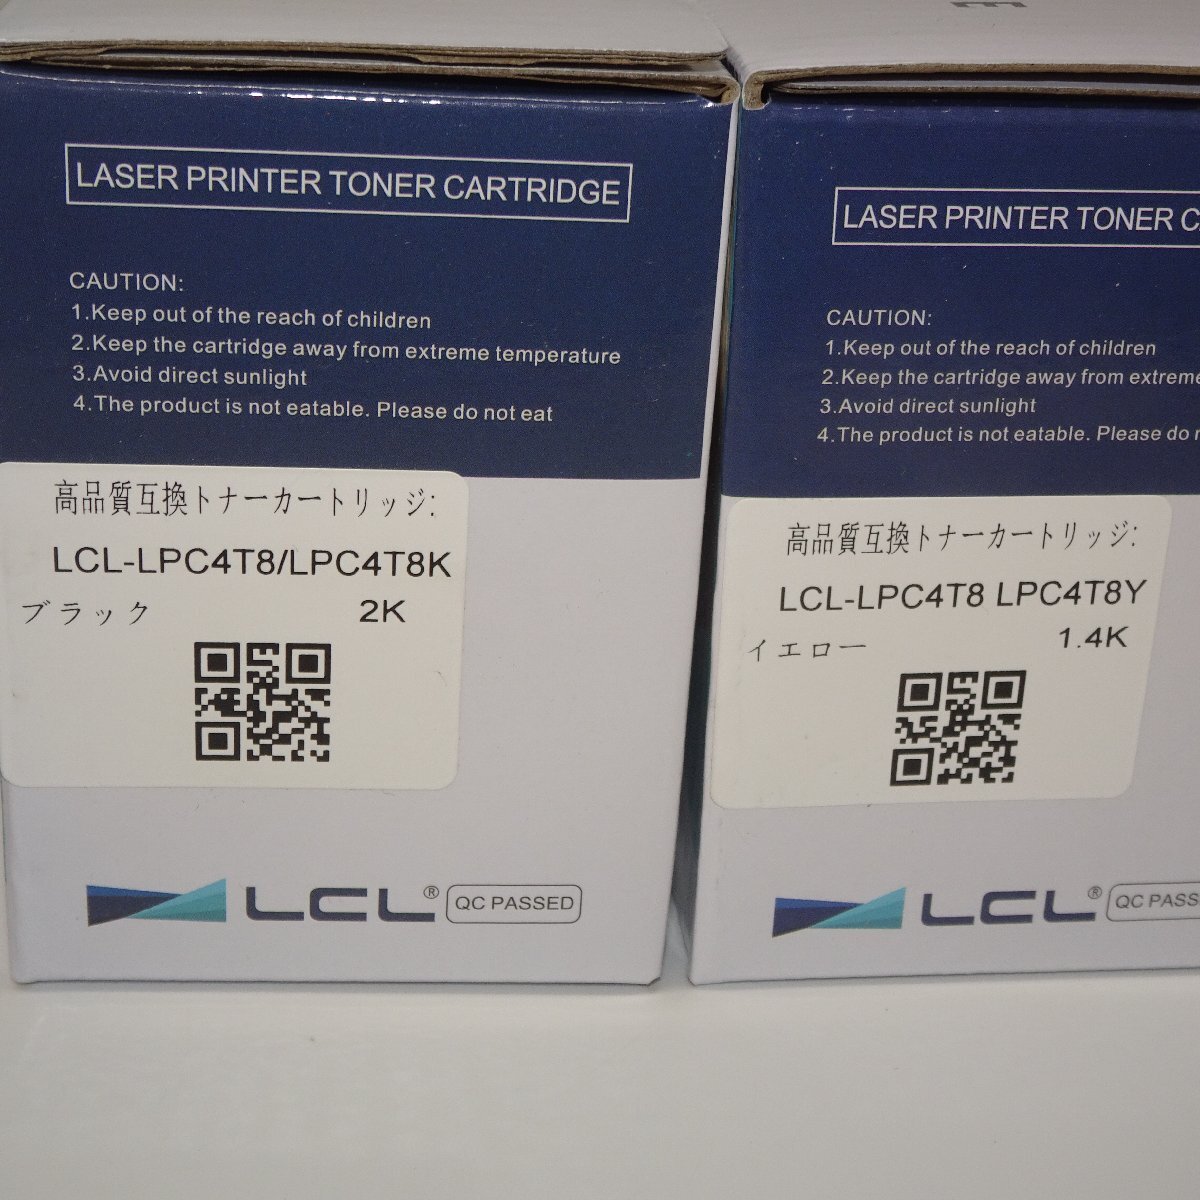 LASER PRINTER TONER CARTRIDGE
CAUTION:
1.Keep out of the reach of children
2.Keep the cartridge away from extreme temperature
3.Avoid direct sunlight
4.The product is not eatable. Please do not eat
高品質互換トナーカートリッジ:
LCL-LPC4T8/LPC4T8K
ブラック 2K
LCL® QC PASSED
LASER PRINTER TONER
CAUTION:
1.Keep out of the reach of children
2.Keep the cartridge away from extreme
3.Avoid direct sunlight
4.The product is not eatable. Please do
高品質互換トナーカートリッジ:
LCL-LPC4T8 LPC4T8Y
イエロー 1.4K
LCL® QC PASS